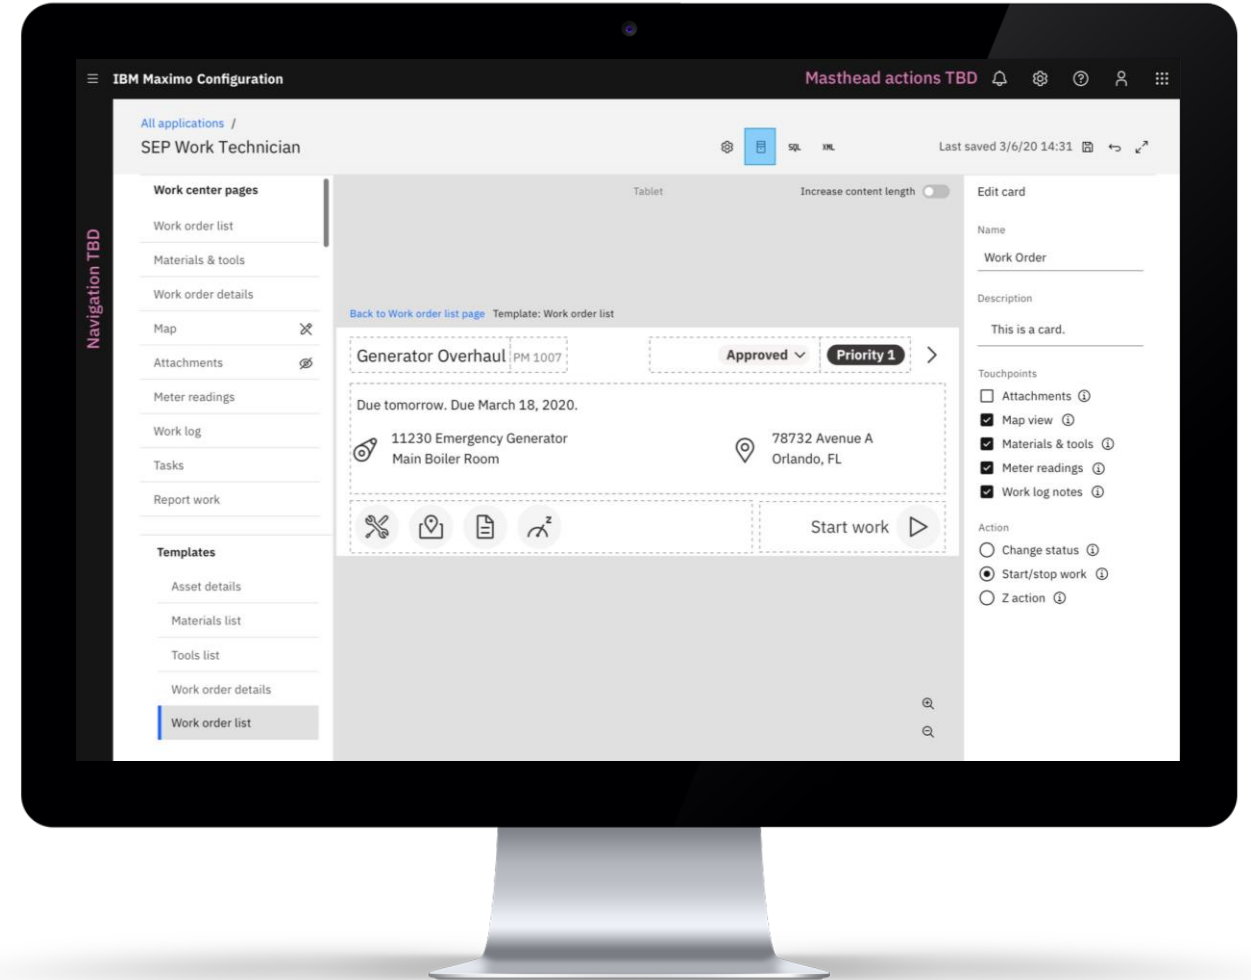 IBM Maximo Configuration
Masthead actions TBD
Navigation TBD
All applications /
SEP Work Technician
SQL
XML
Last saved 3/6/20 14:31
Work center pages
Work order list
Materials & tools
Work order details
Map
Attachments
Meter readings
Work log
Tasks
Report work
Templates
Asset details
Materials list
Tools list
Work order details
Work order list
Tablet
Increase content length
Back to Work order list page Template: Work order list
Generator Overhaul PM 1007
Approved
Priority 1
Due tomorrow. Due March 18, 2020.
11230 Emergency Generator
Main Boiler Room
78732 Avenue A
Orlando, FL
Z
Start work
Edit card
Name
Work Order
Description
This is a card.
Touchpoints
Attachments
Map view
Materials & tools
Meter readings
Work log notes
Action
Change status
Start/stop work
Z action